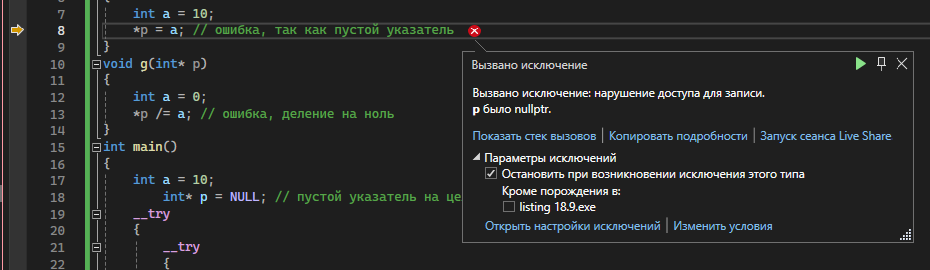 7 int a = 10;
8 *p = a; // ошибка, так как пустой указатель
9 }
10 void g(int* p)
11 {
12 int a = 0;
13 *p /= a; // ошибка, деление на ноль
14 }
15 int main()
16 {
17 int a = 10;
18 int* p = NULL; // пустой указатель на це
19 __try
20 {
21 __try
22 {
Вызвано исключение
Вызвано исключение: нарушение доступа для записи.
p было nullptr.
Показать стек вызовов | Копировать подробности | Запуск сеанса Live Share
Параметры исключений
Остановить при возникновении исключения этого типа
Кроме порождения в:
listing 18.9.exe
Открыть настройки исключений | Изменить условия